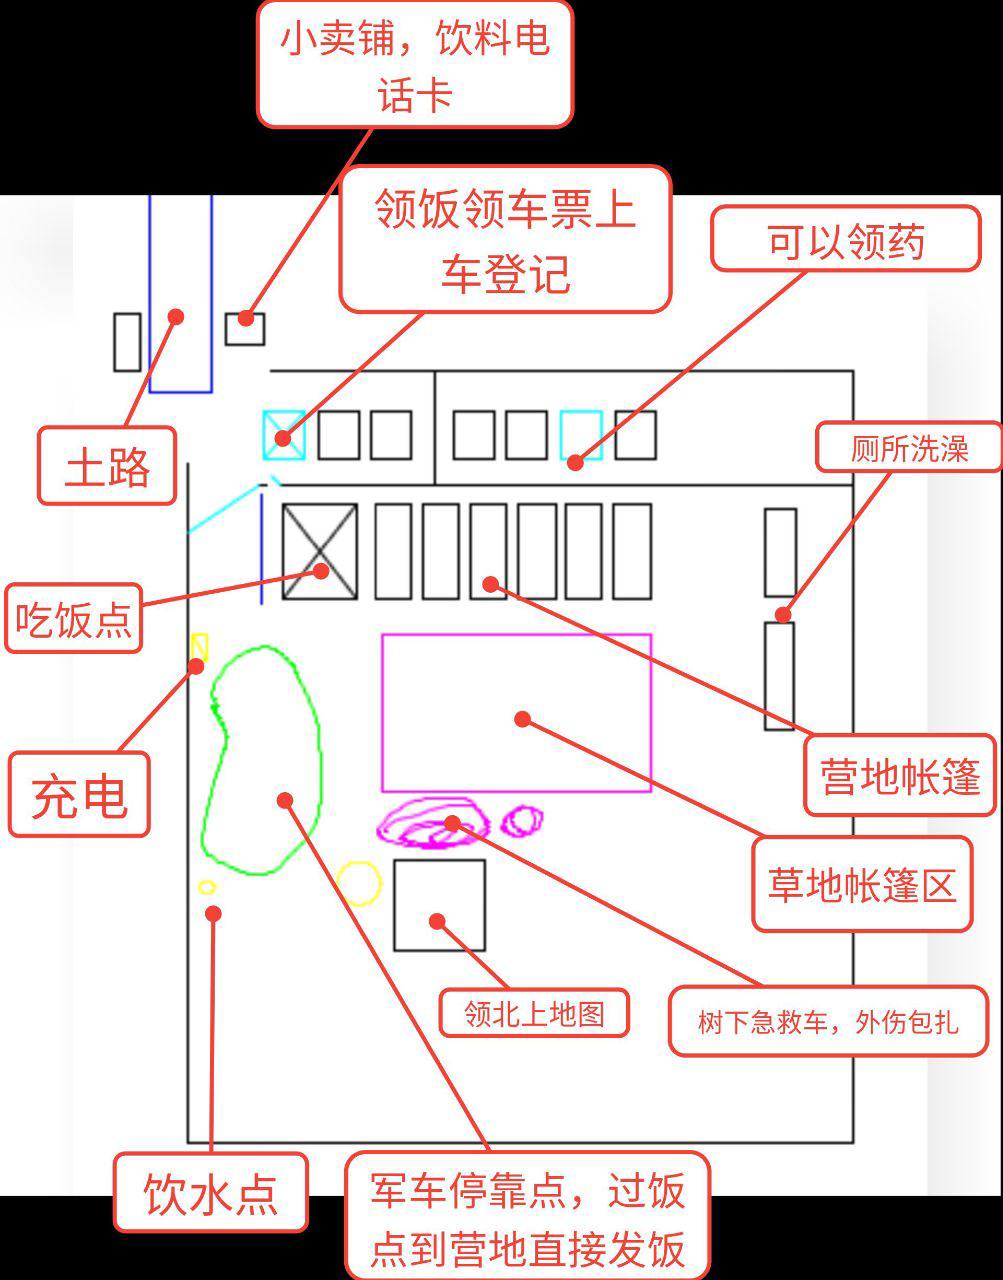 小卖铺，饮料电
话卡
领饭领车票上
车登记
可以领药
土路
厕所洗澡
吃饭点
充电
营地帐篷
草地帐篷区
领北上地图
树下急救车，外伤包扎
饮水点
军车停靠点，过饭
点到营地直接发饭